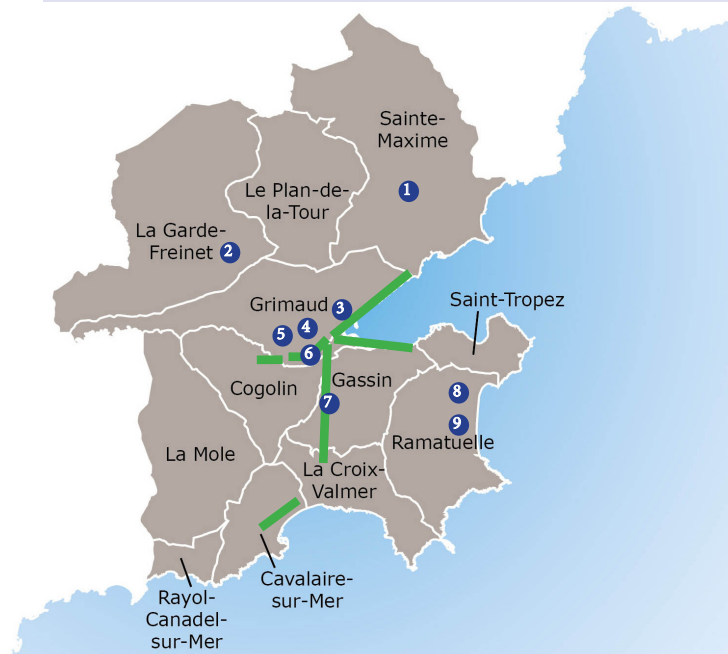 Sainte-
Maxime
1
Le Plan-de-
la-Tour
La Garde-
Freinet 2
Grimaud 3
Saint-Tropez
4
5
6
Cogolin
Gassin
7
8
9
Ramatuelle
La Mole
La Croix-
Valmer
Cavalaire-
sur-Mer
Rayol-
Canadel-
sur-Mer